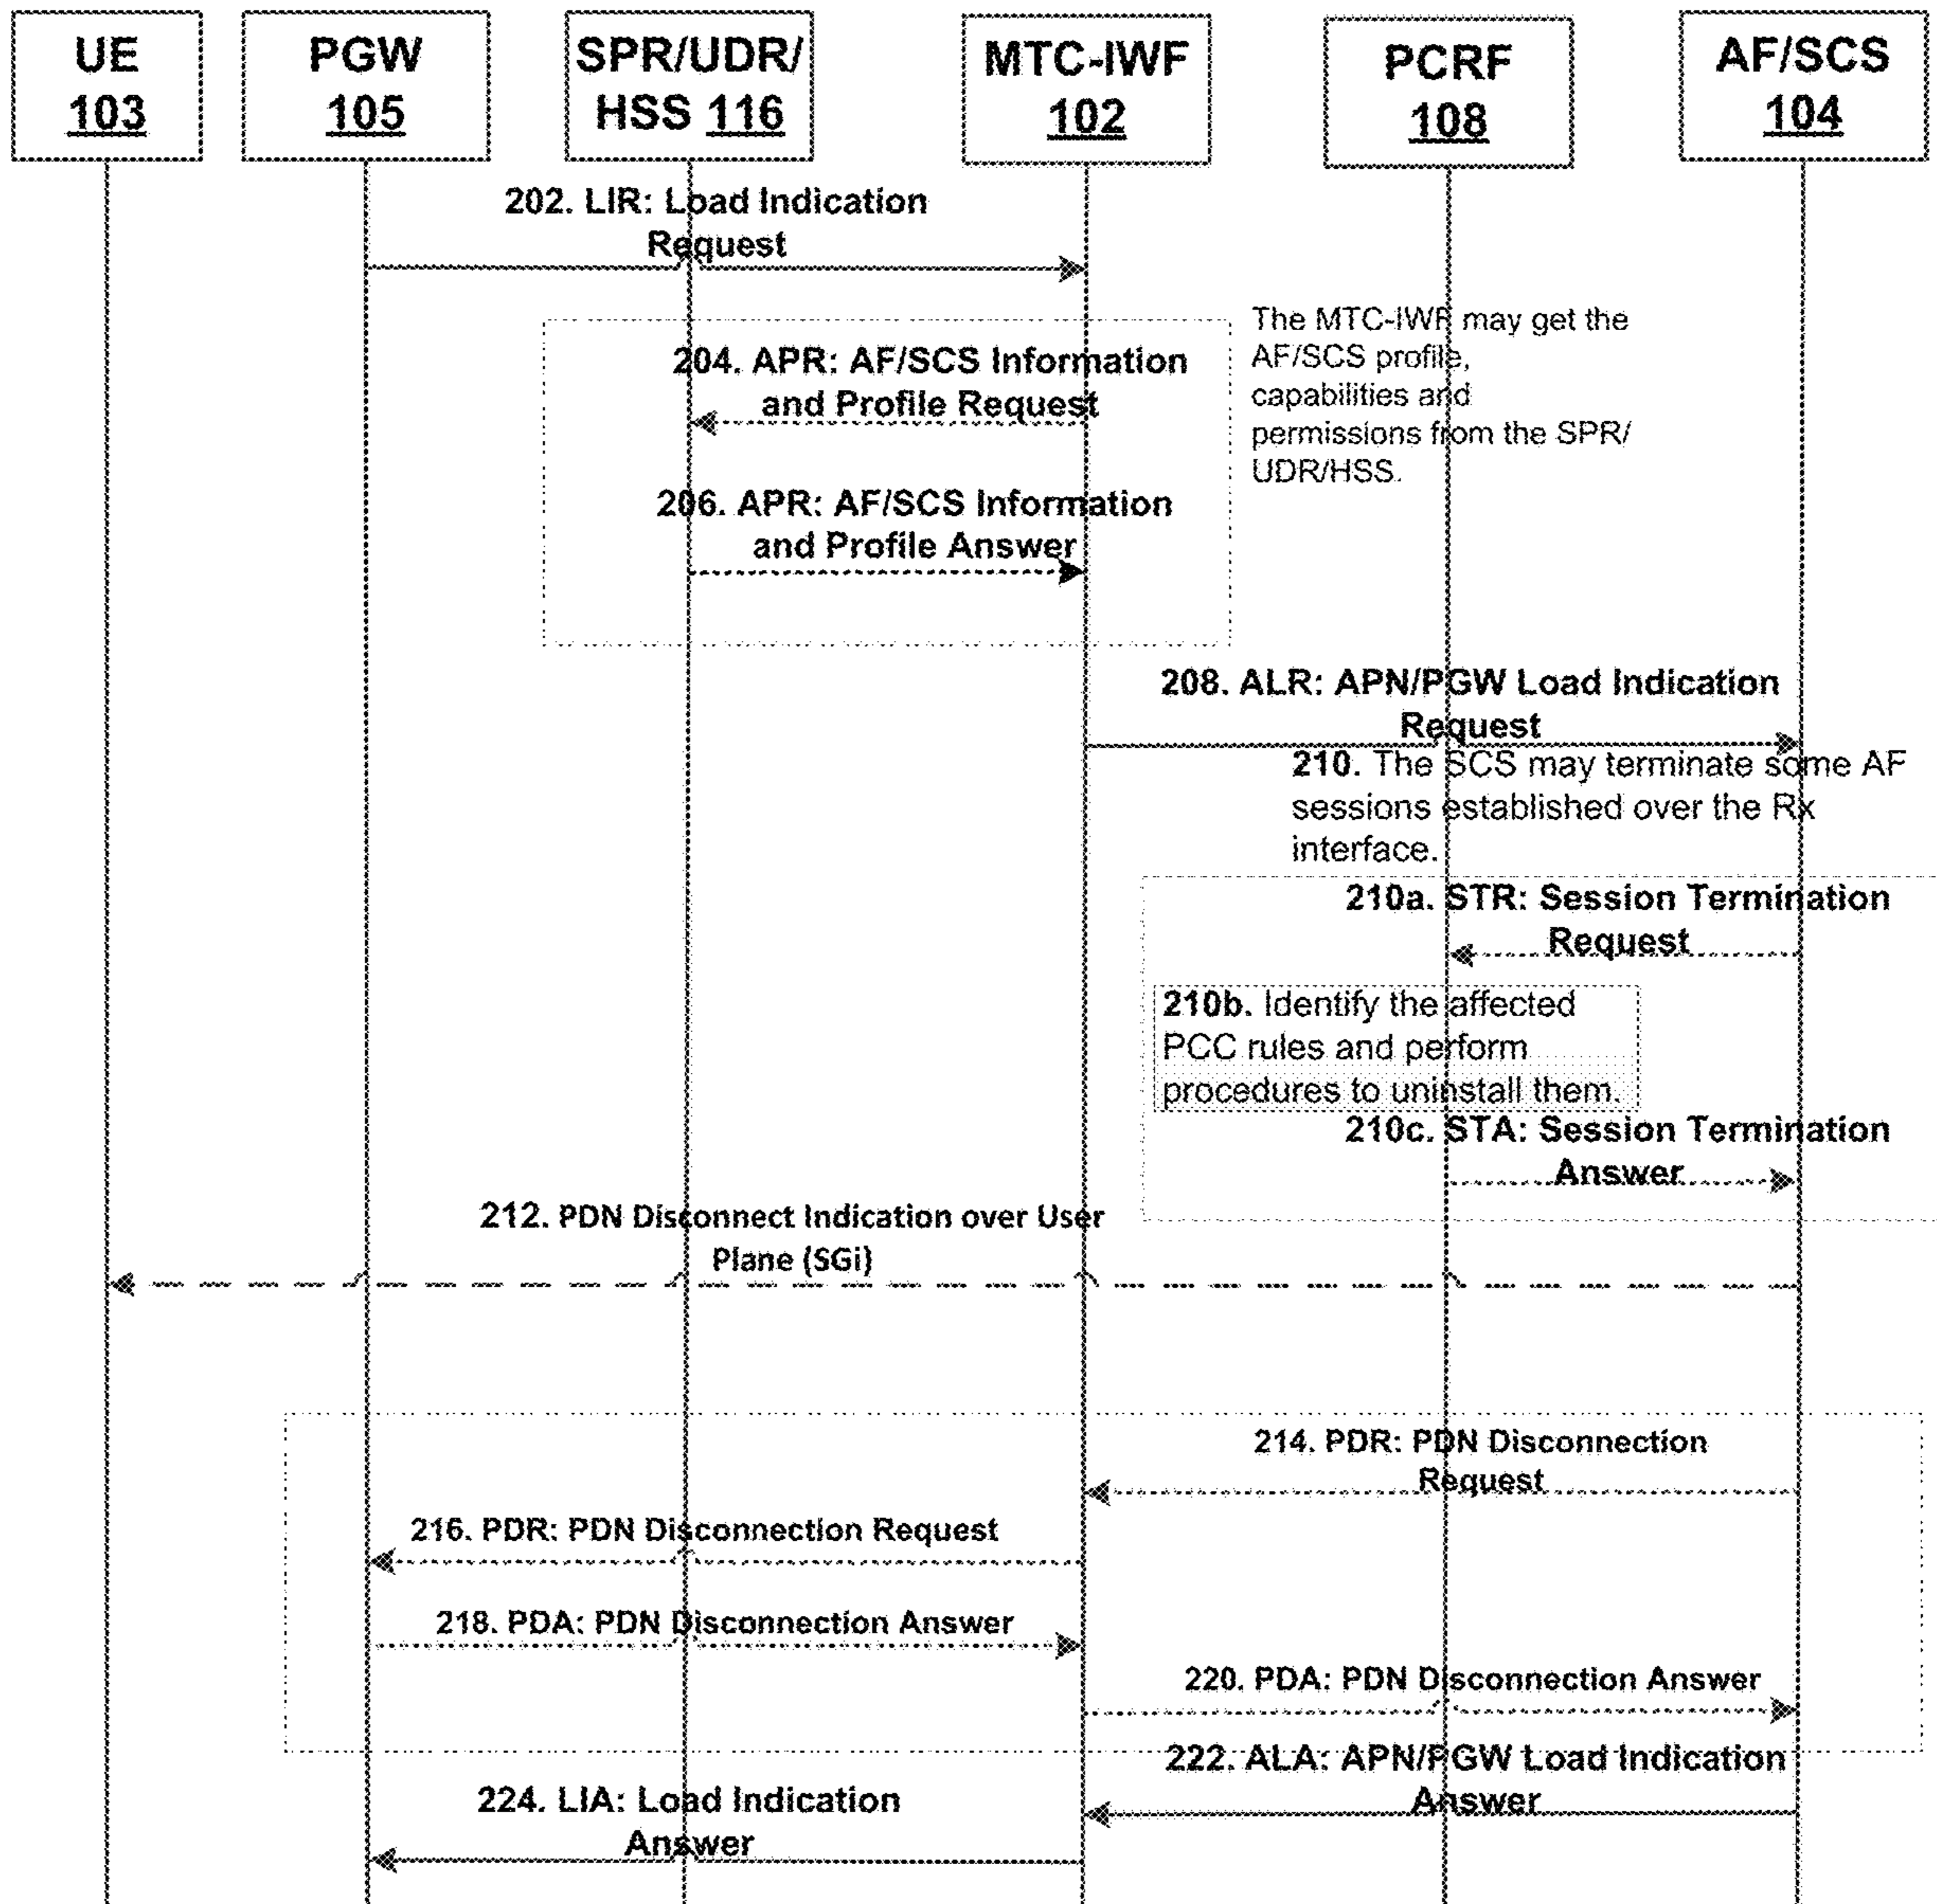 UE
103
PGW
105
SPR/UDR/
HSS 116
MTC-IWF
102
PCRF
108
AF/SCS
104
202. LIR: Load Indication
Request
The MTC-IWF may get the
AF/SCS profile,
capabilities and
permissions from the SPR/
UDR/HSS.
204. APR: AF/SCS Information
and Profile Request
206. APR: AF/SCS Information
and Profile Answer
208. ALR: APN/PGW Load Indication
Request
210. The SCS may terminate some AF
sessions established over the Rx
interface.
210a. STR: Session Termination
Request
210b. Identify the affected
PCC rules and perform
procedures to uninstall them.
210c. STA: Session Termination
Answer
212. PDN Disconnect Indication over User
Plane (SGi)
214. PDR: PDN Disconnection
Request
216. PDR: PDN Disconnection Request
218. PDA: PDN Disconnection Answer
220. PDA: PDN Disconnection Answer
222. ALA: APN/PGW Load Indication
Answer
224. LIA: Load Indication
Answer